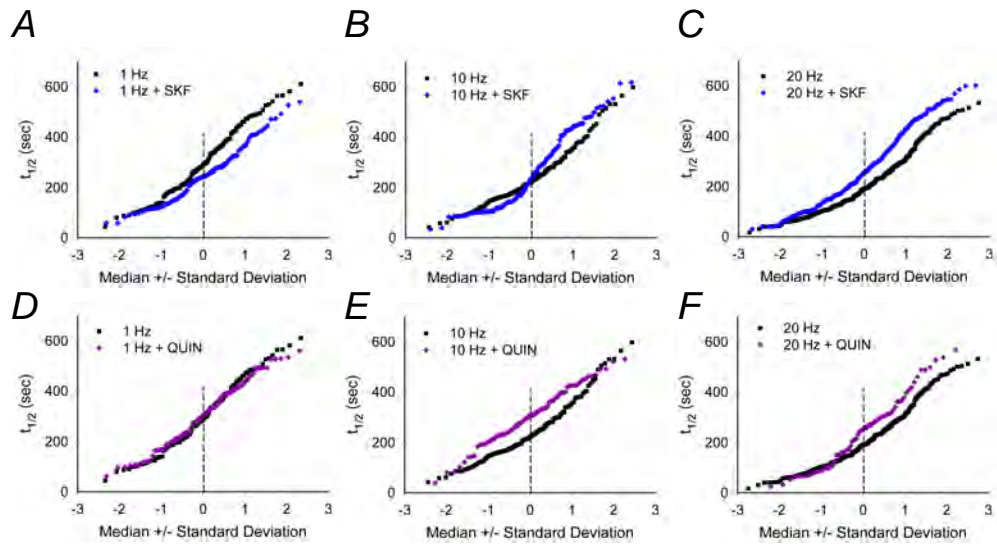 A
B
C
1 Hz
1 Hz + SKF
10 Hz
10 Hz + SKF
20 Hz
20 Hz + SKF
t1/2 (sec)
600
400
200
0
t1/2 (sec)
600
400
200
0
t1/2 (sec)
600
400
200
0
-3 -2 -1 0 1 2 3
-3 -2 -1 0 1 2 3
-3 -2 -1 0 1 2 3
Median +/- Standard Deviation
Median +/- Standard Deviation
Median +/- Standard Deviation
D
E
F
1 Hz
1 Hz + QUIN
10 Hz
10 Hz + QUIN
20 Hz
20 Hz + QUIN
t1/2 (sec)
600
400
200
0
t1/2 (sec)
600
400
200
0
t1/2 (sec)
600
400
200
0
-3 -2 -1 0 1 2 3
-3 -2 -1 0 1 2 3
-3 -2 -1 0 1 2 3
Median +/- Standard Deviation
Median +/- Standard Deviation
Median +/- Standard Deviation